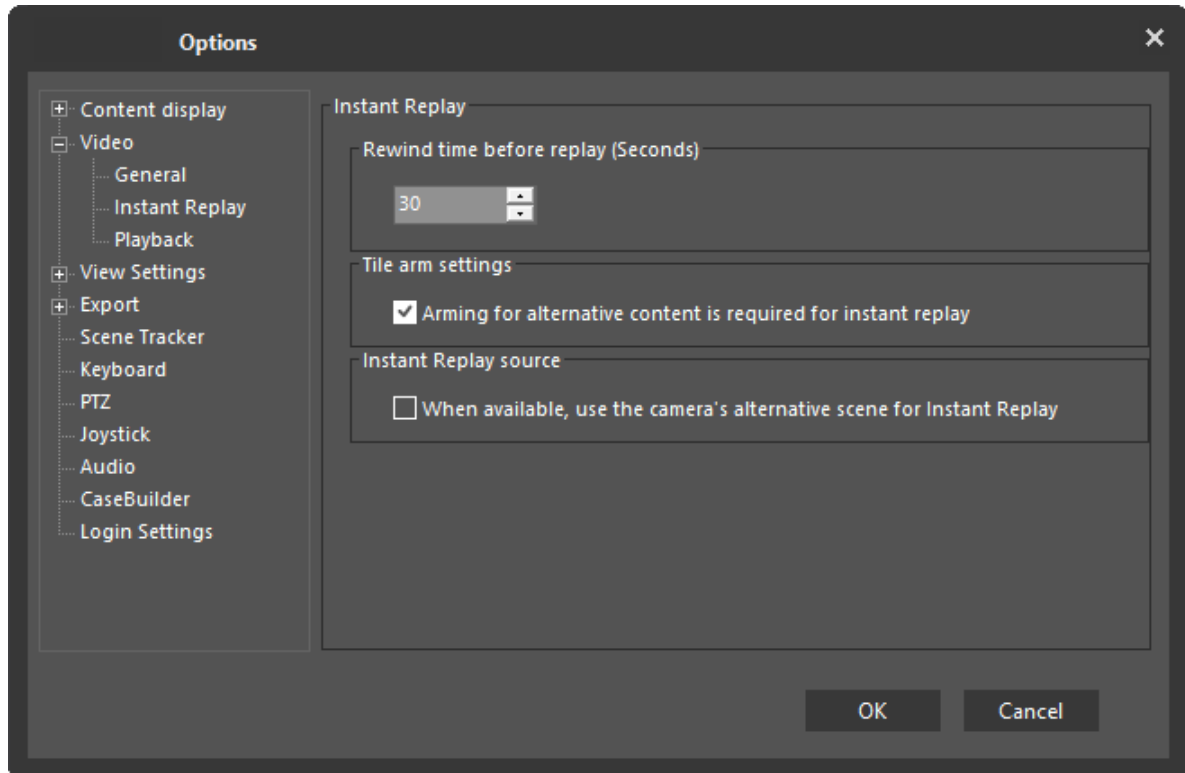 Options
Content display
Video
General
Instant Replay
Playback
View Settings
Export
Scene Tracker
Keyboard
PTZ
Joystick
Audio
CaseBuilder
Login Settings
Instant Replay
Rewind time before replay (Seconds)
30
Tile arm settings
Arming for alternative content is required for instant replay
Instant Replay source
When available, use the camera's alternative scene for Instant Replay
OK
Cancel